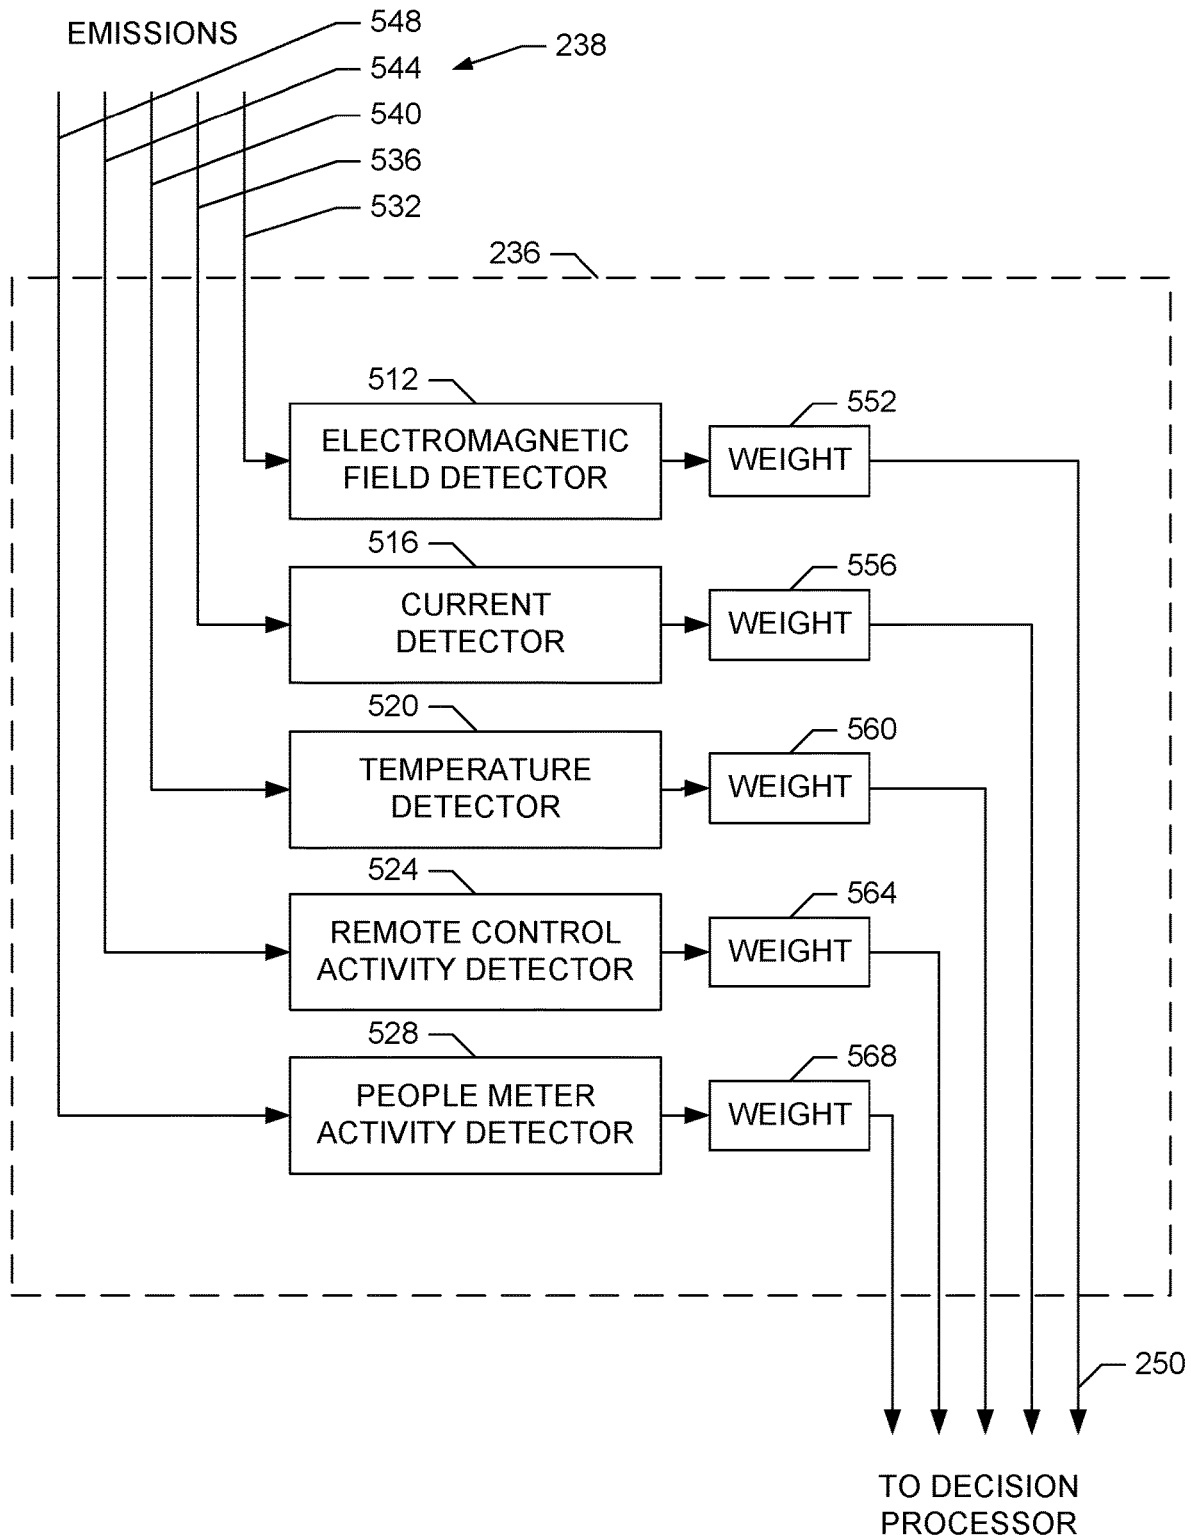 EMISSIONS
548
544
238
540
536
532
236
512
552
ELECTROMAGNETIC
FIELD DETECTOR
WEIGHT
516
556
CURRENT
DETECTOR
WEIGHT
520
560
TEMPERATURE
DETECTOR
WEIGHT
524
564
REMOTE CONTROL
ACTIVITY DETECTOR
WEIGHT
528
568
PEOPLE METER
ACTIVITY DETECTOR
WEIGHT
250
TO DECISION
PROCESSOR